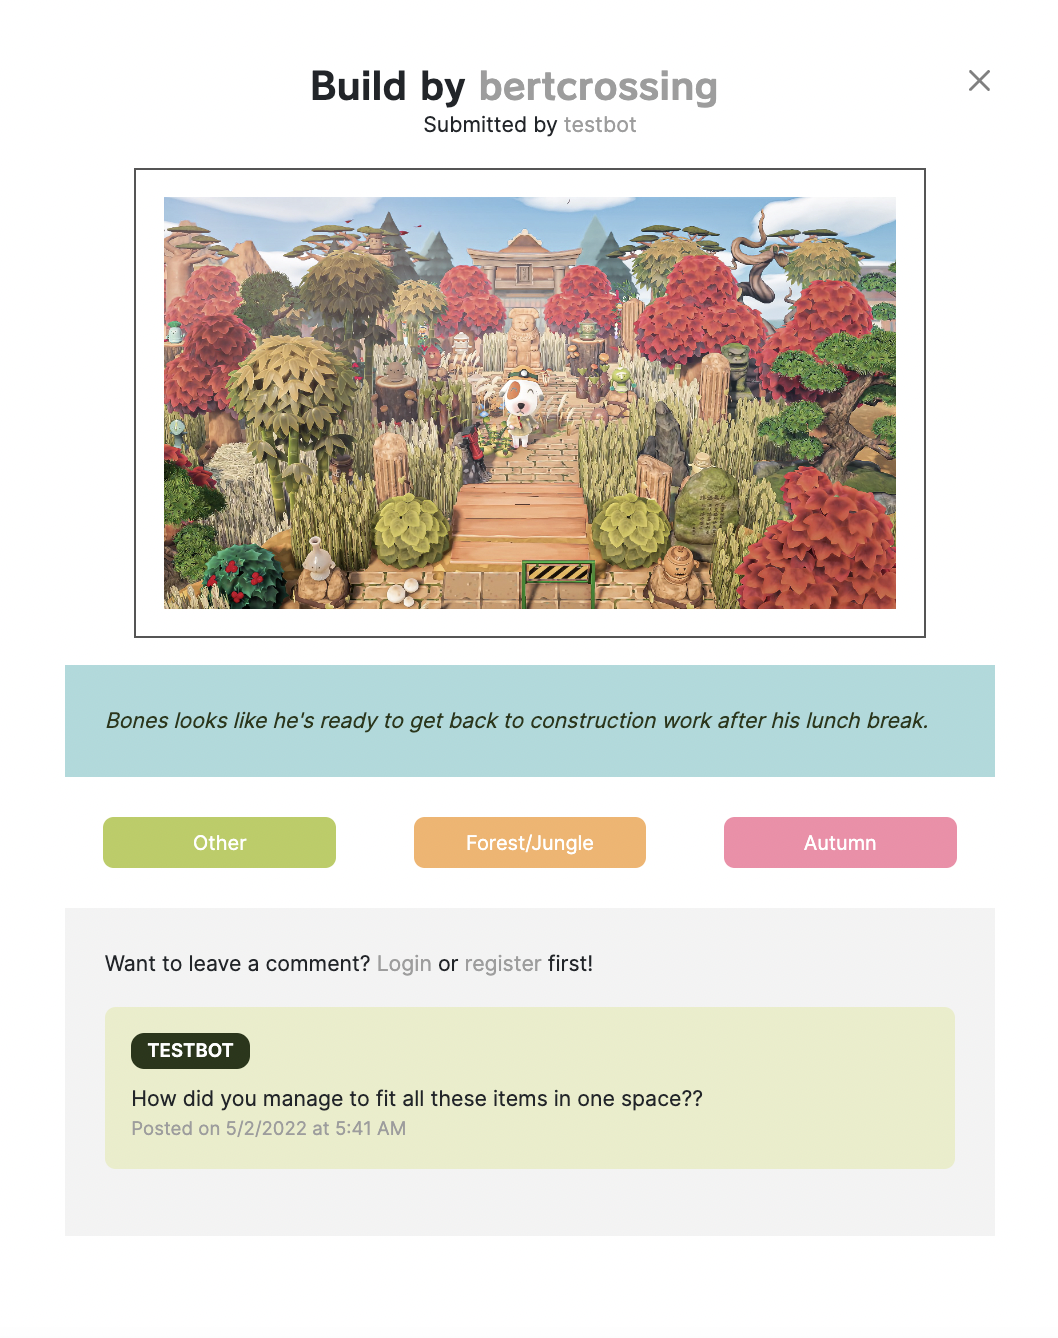 Build by bertcrossing
Submitted by testbot
Bones looks like he's ready to get back to construction work after his lunch break.
Other
Forest/Jungle
Autumn
Want to leave a comment? Login or register first!
TESTBOT
How did you manage to fit all these items in one space??
Posted on 5/2/2022 at 5:41 AM